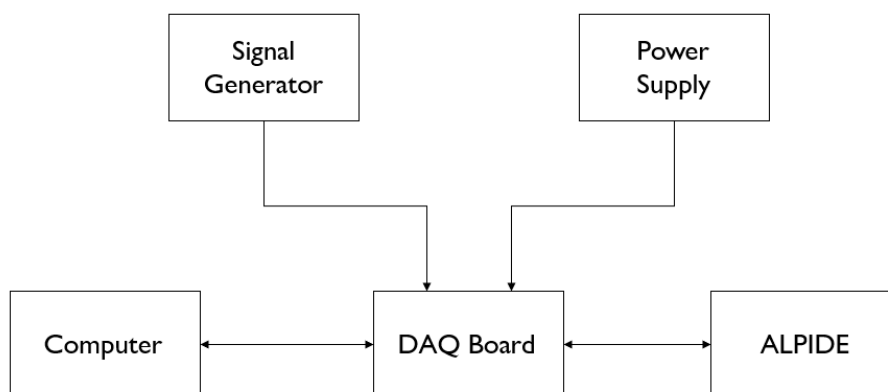 Signal
Generator
Power
Supply
Computer
DAQ Board
ALPIDE